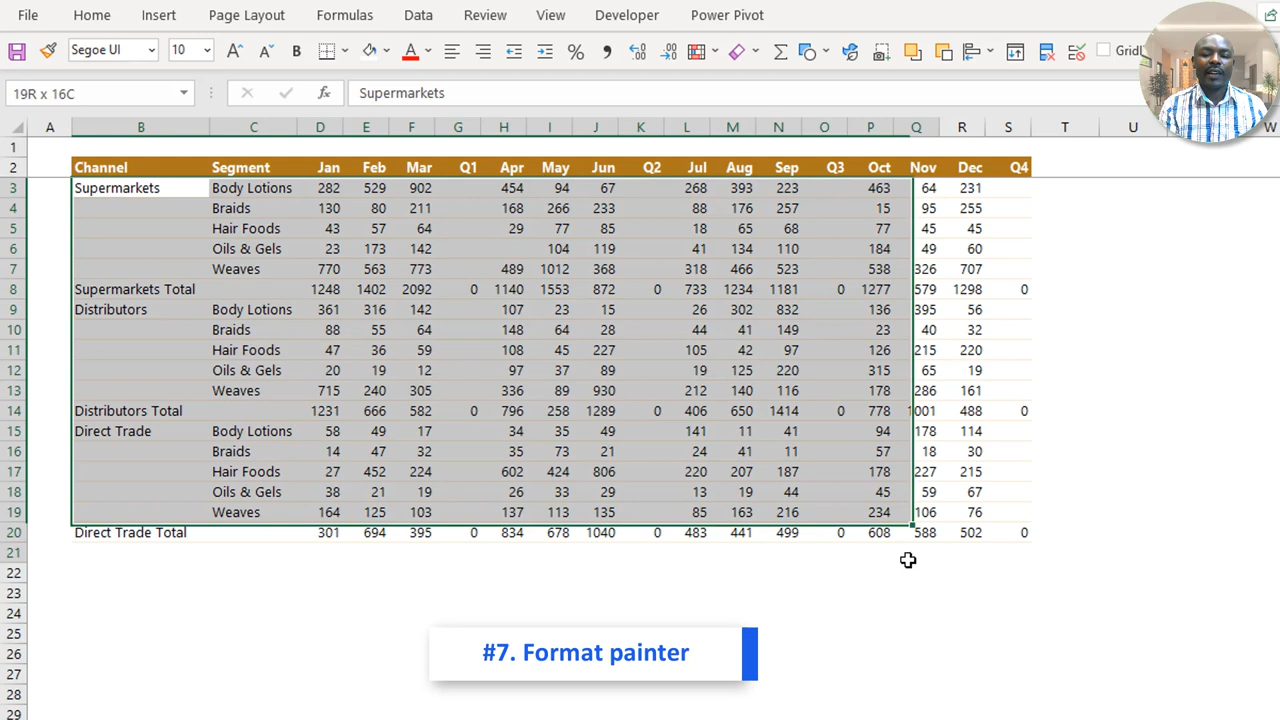 File Home Insert Page Layout Formulas Data Review View Developer Power Pivot
Segoe UI 10 B A % , Σ
19R x 16C fx Supermarkets
A B C D E F G H I J K L M N O P Q R S T U V W
1
2 Channel Segment Jan Feb Mar Q1 Apr May Jun Q2 Jul Aug Sep Q3 Oct Nov Dec Q4
3 Supermarkets Body Lotions 282 529 902 454 94 67 268 393 223 463 64 231
4 Braids 130 80 211 168 266 233 88 176 257 15 95 255
5 Hair Foods 43 57 64 29 77 85 18 65 68 77 45 45
6 Oils & Gels 23 173 142 104 119 41 134 110 184 49 60
7 Weaves 770 563 773 489 1012 368 318 466 523 538 326 707
8 Supermarkets Total 1248 1402 2092 0 1140 1553 872 0 733 1234 1181 0 1277 579 1298 0
9 Distributors Body Lotions 361 316 142 107 23 15 26 302 832 136 395 56
10 Braids 88 55 64 148 64 28 44 41 149 23 40 32
11 Hair Foods 47 36 59 108 45 227 105 42 97 126 215 220
12 Oils & Gels 20 19 12 97 37 89 19 125 220 315 65 19
13 Weaves 715 240 305 336 89 930 212 140 116 178 286 161
14 Distributors Total 1231 666 582 0 796 258 1289 0 406 650 1414 0 778 1001 488 0
15 Direct Trade Body Lotions 58 49 17 34 35 49 141 11 41 94 178 114
16 Braids 14 47 32 35 73 21 24 41 11 57 18 30
17 Hair Foods 27 452 224 602 424 806 220 207 187 178 227 215
18 Oils & Gels 38 21 19 26 33 29 13 19 44 45 59 67
19 Weaves 164 125 103 137 113 135 85 163 216 234 106 76
20 Direct Trade Total 301 694 395 0 834 678 1040 0 483 441 499 0 608 588 502 0
21
22
23
24
25
26
27
28
29
#7. Format painter